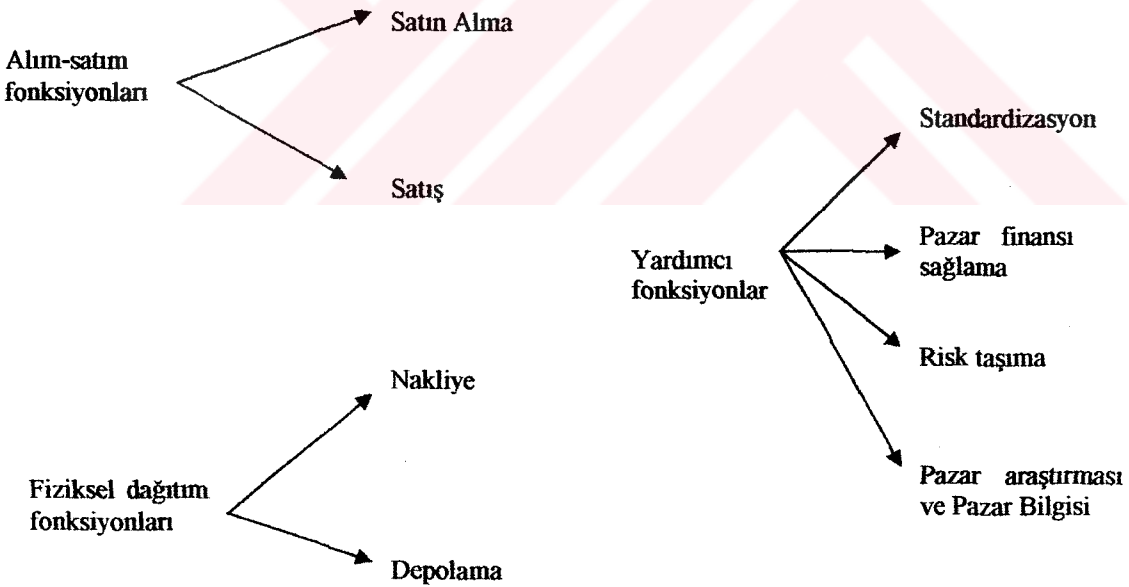 Alım-satım
fonksiyonları
Satın Alma
Satış
Fiziksel dağıtım
fonksiyonları
Nakliye
Depolama
Yardımcı
fonksiyonlar
Standardizasyon
Pazar finansı
sağlama
Risk taşıma
Pazar araştırması
ve Pazar Bilgisi